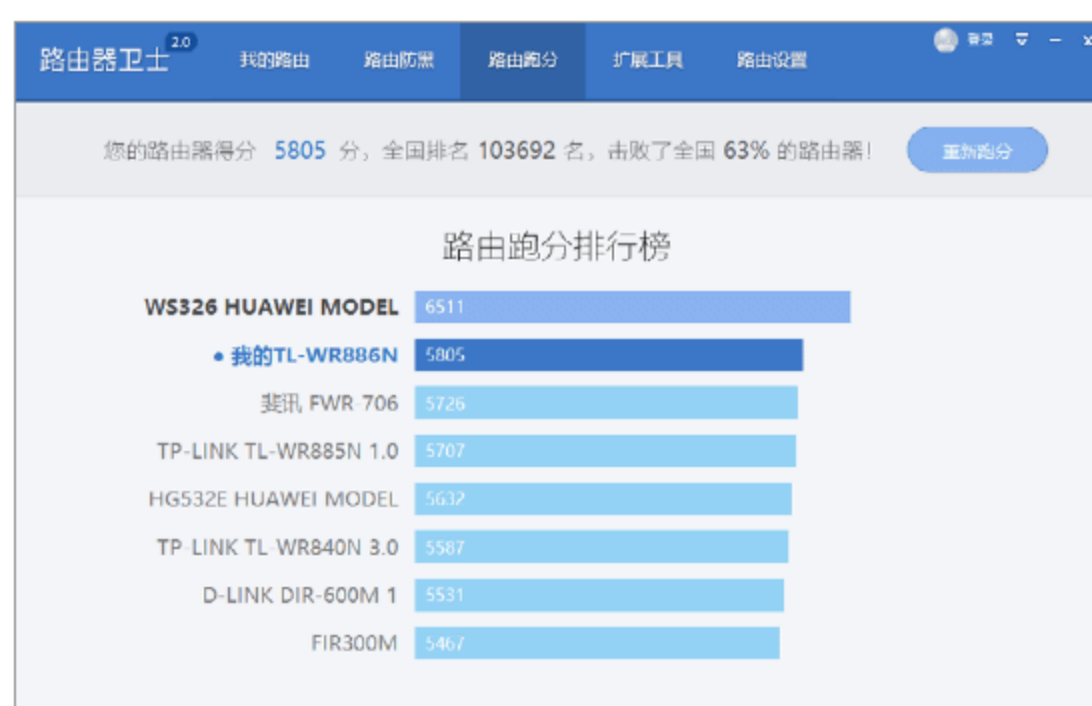 路由器卫士 2.0 我的路由 路由防黑 路由跑分 扩展工具 路由设置 登录
您的路由器得分 5805 分，全国排名 103692 名，击败了全国 63% 的路由器! 重新跑分
路由跑分排行榜
WS326 HUAWEI MODEL 6511
• 我的TL-WR886N 5805
斐讯 FWR-706 5726
TP-LINK TL-WR885N 1.0 5707
HG532E HUAWEI MODEL 5632
TP-LINK TL-WR840N 3.0 5587
D-LINK DIR-600M 1 5531
FIR300M 5467